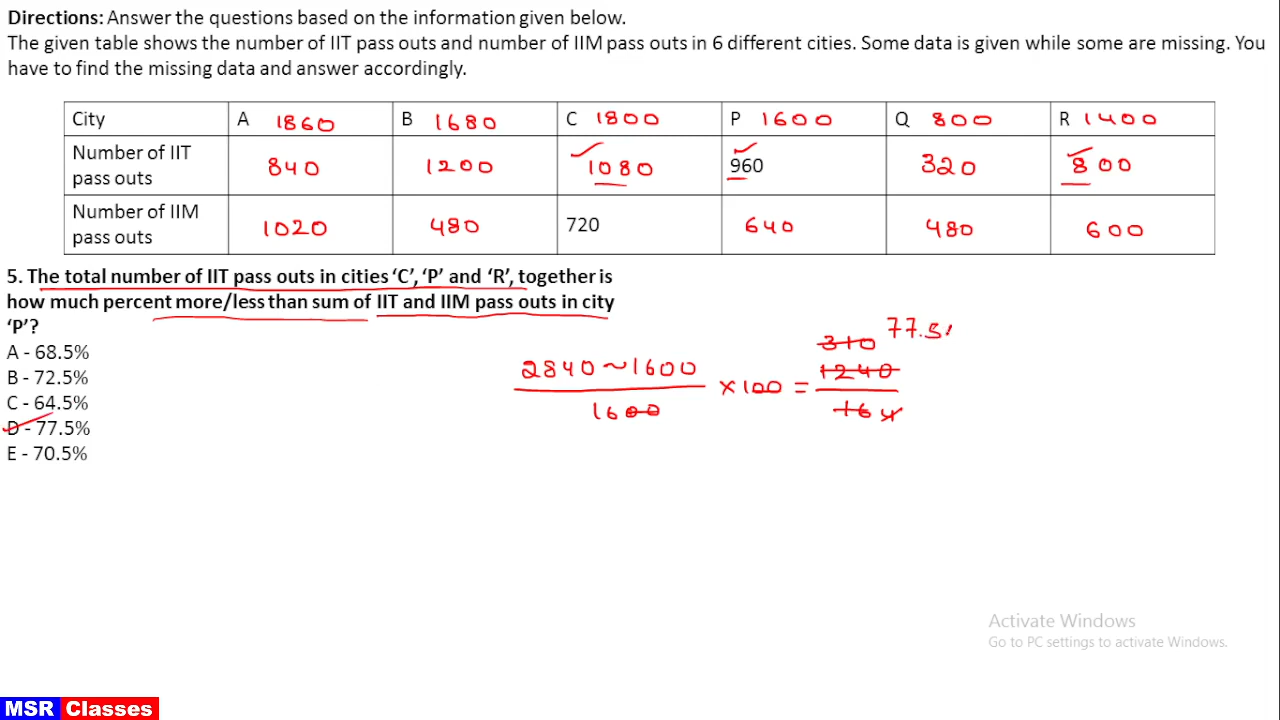 Directions: Answer the questions based on the information given below.
The given table shows the number of IIT pass outs and number of IIM pass outs in 6 different cities. Some data is given while some are missing. You
have to find the missing data and answer accordingly.
City A 1860 B 1680 C 1800 P 1600 Q 800 R 1400
Number of IIT pass outs 840 1200 1080 960 320 800
Number of IIM pass outs 1020 480 720 640 480 600
5. The total number of IIT pass outs in cities ‘C’, ‘P’ and ‘R’, together is
how much percent more/less than sum of IIT and IIM pass outs in city
‘P’?
A - 68.5%
B - 72.5%
C - 64.5%
D - 77.5%
E - 70.5%
310 77.5
2840 ~ 1600 1240
× 100 =
1600 16 4
Activate Windows
Go to PC settings to activate Windows.
MSR Classes